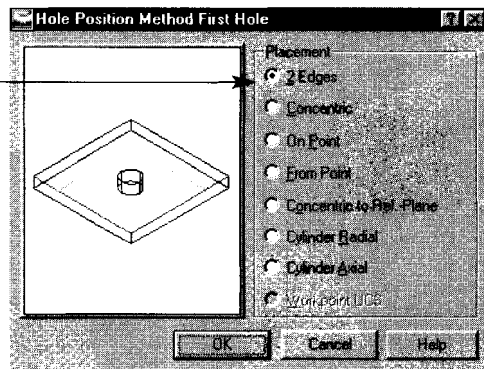 Hole Position Method First Hole
Placement
2 Edges
Concentric
On Point
From Point
Concentric to Ref.-Plane
Cylinder Radial
Cylinder Axial
Workpoint UCS
OK
Cancel
Help